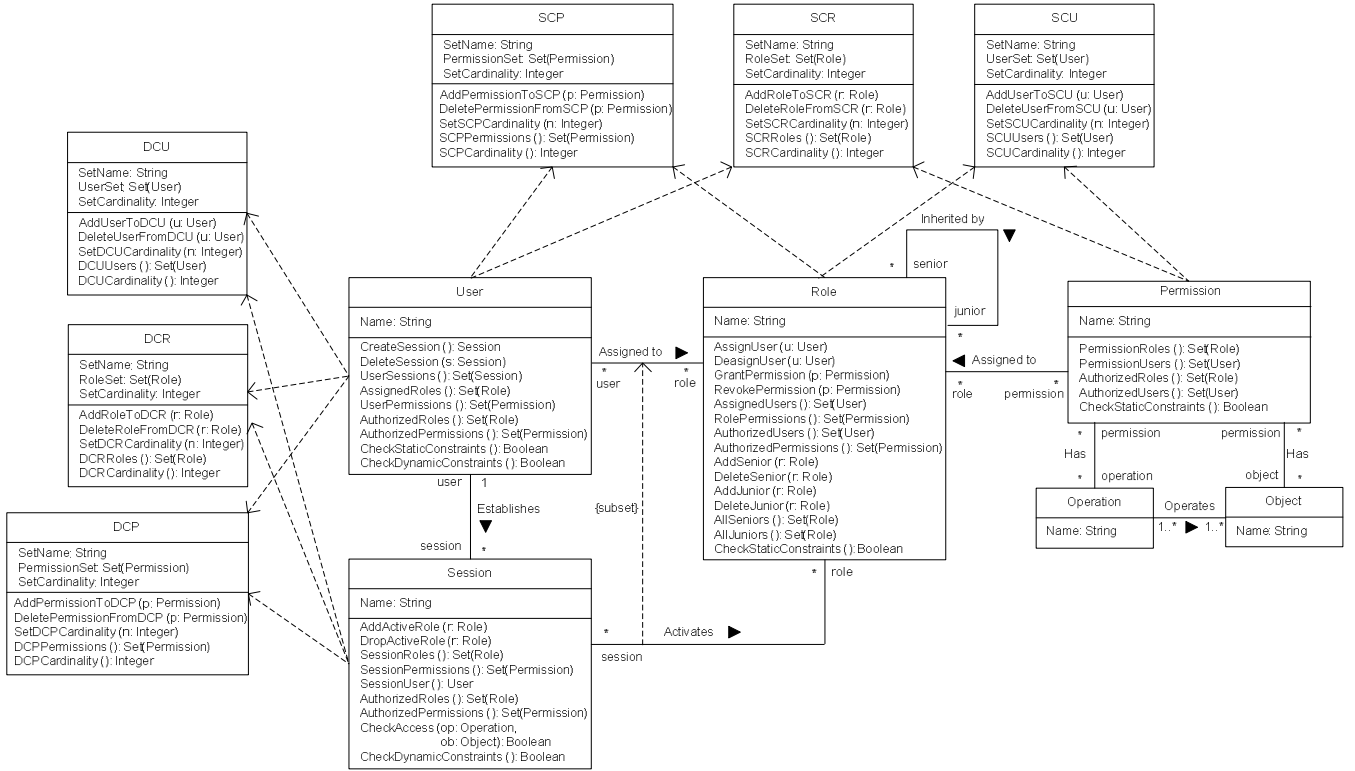 SCP
SetName: String
PermissionSet: Set(Permission)
SetCardinality: Integer
AddPermissionToSCP (p: Permission)
DeletePermissionFromSCP (p: Permission)
SetSCPCardinality (n: Integer)
SCPPermissions (): Set(Permission)
SCPCardinality (): Integer
SCR
SetName: String
RoleSet: Set(Role)
SetCardinality: Integer
AddRoleToSCR (r: Role)
DeleteRoleFromSCR (r: Role)
SetSCRCardinality (n: Integer)
SCRRoles (): Set(Role)
SCRCardinality (): Integer
SCU
SetName: String
UserSet: Set(User)
SetCardinality: Integer
AddUserToSCU (u: User)
DeleteUserFromSCU (u: User)
SetSCUCardinality (n: Integer)
SCUUsers (): Set(User)
SCUCardinality (): Integer
DCU
SetName: String
UserSet: Set(User)
SetCardinality: Integer
AddUserToDCU (u: User)
DeleteUserFromDCU (u: User)
SetDCUCardinality (n: Integer)
DCUUsers (): Set(User)
DCUCardinality (): Integer
DCR
SetName: String
RoleSet: Set(Role)
SetCardinality: Integer
AddRoleToDCR (r: Role)
DeleteRoleFromDCR (r: Role)
SetDCRCardinality (n: Integer)
DCRRoles (): Set(Role)
DCRCardinality (): Integer
DCP
SetName: String
PermissionSet: Set(Permission)
SetCardinality: Integer
AddPermissionToDCP (p: Permission)
DeletePermissionFromDCP (p: Permission)
SetDCPCardinality (n: Integer)
DCPPermissions (): Set(Permission)
DCPCardinality (): Integer
User
Name: String
CreateSession (): Session
DeleteSession (s: Session)
UserSessions (): Set(Session)
AssignedRoles (): Set(Role)
UserPermissions (): Set(Permission)
AuthorizedRoles (): Set(Role)
AuthorizedPermissions (): Set(Permission)
CheckStaticConstraints (): Boolean
CheckDynamicConstraints (): Boolean
user 1
Establishes
session *
Session
Name: String
AddActiveRole (r: Role)
DropActiveRole (r: Role)
SessionRoles (): Set(Role)
SessionPermissions (): Set(Permission)
SessionUser (): User
AuthorizedRoles (): Set(Role)
AuthorizedPermissions (): Set(Permission)
CheckAccess (op: Operation,
ob: Object): Boolean
CheckDynamicConstraints (): Boolean
Assigned to
* *
user role
{subset}
* Activates
session
* role
Inherited by
* senior
junior
*
Role
Name: String
AssignUser (u: User)
DeasignUser (u: User)
GrantPermission (p: Permission)
RevokePermission (p: Permission)
AssignedUsers (): Set(User)
RolePermissions (): Set(Permission)
AuthorizedUsers (): Set(User)
AuthorizedPermissions (): Set(Permission)
AddSenior (r: Role)
DeleteSenior (r: Role)
AddJunior (r: Role)
DeleteJunior (r: Role)
AllSeniors (): Set(Role)
AllJuniors (): Set(Role)
CheckStaticConstraints (): Boolean
Assigned to
* *
role permission
Permission
Name: String
PermissionRoles (): Set(Role)
PermissionUsers (): Set(User)
AuthorizedRoles (): Set(Role)
AuthorizedUsers (): Set(User)
CheckStaticConstraints (): Boolean
* permission permission *
Has Has
* operation object *
Operation
Name: String
Operates
1..* 1..*
Object
Name: String